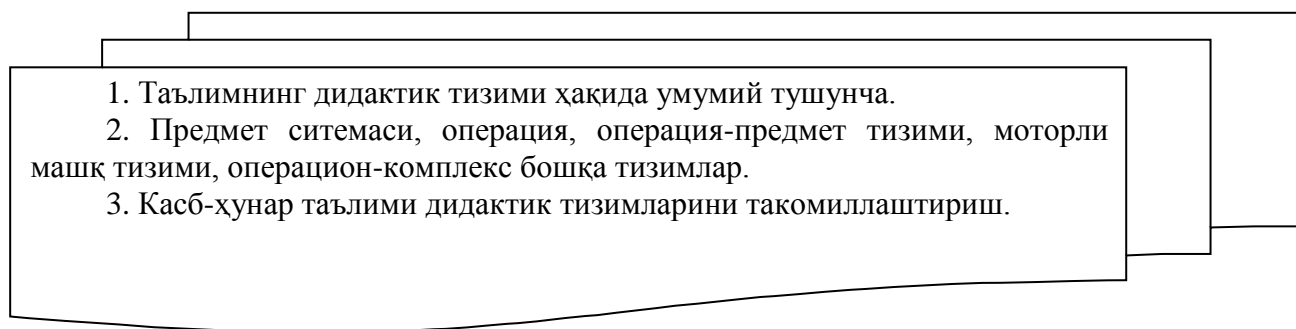 1. Таълимнинг дидактик тизими ҳақида умумий тушунча.
2. Предмет ситемаси, операция, операция-предмет тизими, моторли
машқ тизими, операцион-комплекс бошқа тизимлар.
3. Касб-ҳунар таълими дидактик тизимларини такомиллаштириш.